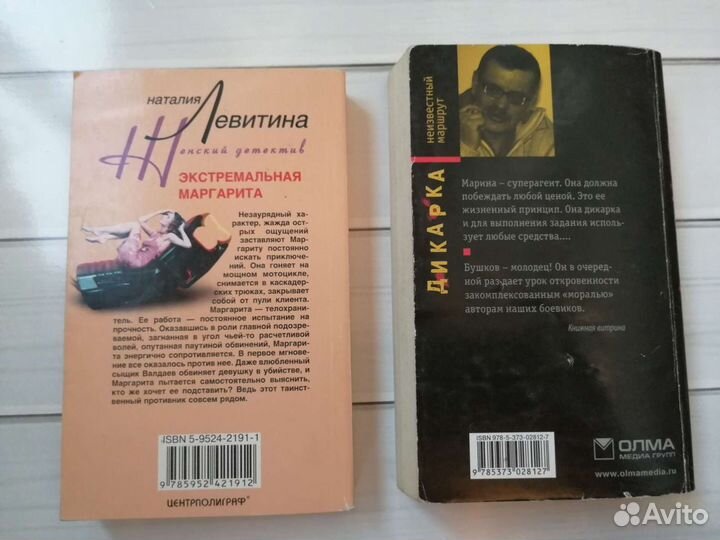 наталия
Левитина
Женский детектив
ЭКСТРЕМАЛЬНАЯ
МАРГАРИТА
Незаурядный ха-
рактер, жажда ост-
рых ощущений
заставляют Мар-
гариту постоянно
искать приключе-
ний. Она гоняет на
мощном мотоцикле,
снимается в каскадер-
ских трюках, закрывает
собой от пули клиента.
Маргарита – телохрани-
тель. Ее работа – постоянное испытание на
прочность. Оказавшись в роли главной подозре-
ваемой, загнанная в угол чьей-то расчетливой
волей, опутанная паутиной обвинений, Маргари-
та энергично сопротивляется. В первое мгнове-
ние все оказалось против нее. Даже влюбленный
сыщик Валдаев обвиняет девушку в убийстве, и
Маргарита пытается самостоятельно выяснить,
кто же хочет ее подставить? Ведь этот таинст-
венный противник совсем рядом.
ISBN 5-9524-2191-1
9 785952 421912
ЦЕНТРПОЛИГРАФ®
неизвестный
маршрут
ДИКАРКА
Марина – суперагент. Она должна
побеждать любой ценой. Это ее
жизненный принцип. Она дикарка
и для выполнения задания исполь-
зует любые средства....
Бушков – молодец! Он в очеред-
ной раз дает урок откровенности
закомплексованным «моралью»
авторам наших боевиков.
Книжная витрина
ISBN 978-5-373-02812-7
9 785373 028127
ОЛМА
МЕДИА ГРУПП
www.olmamedia.ru
Avito